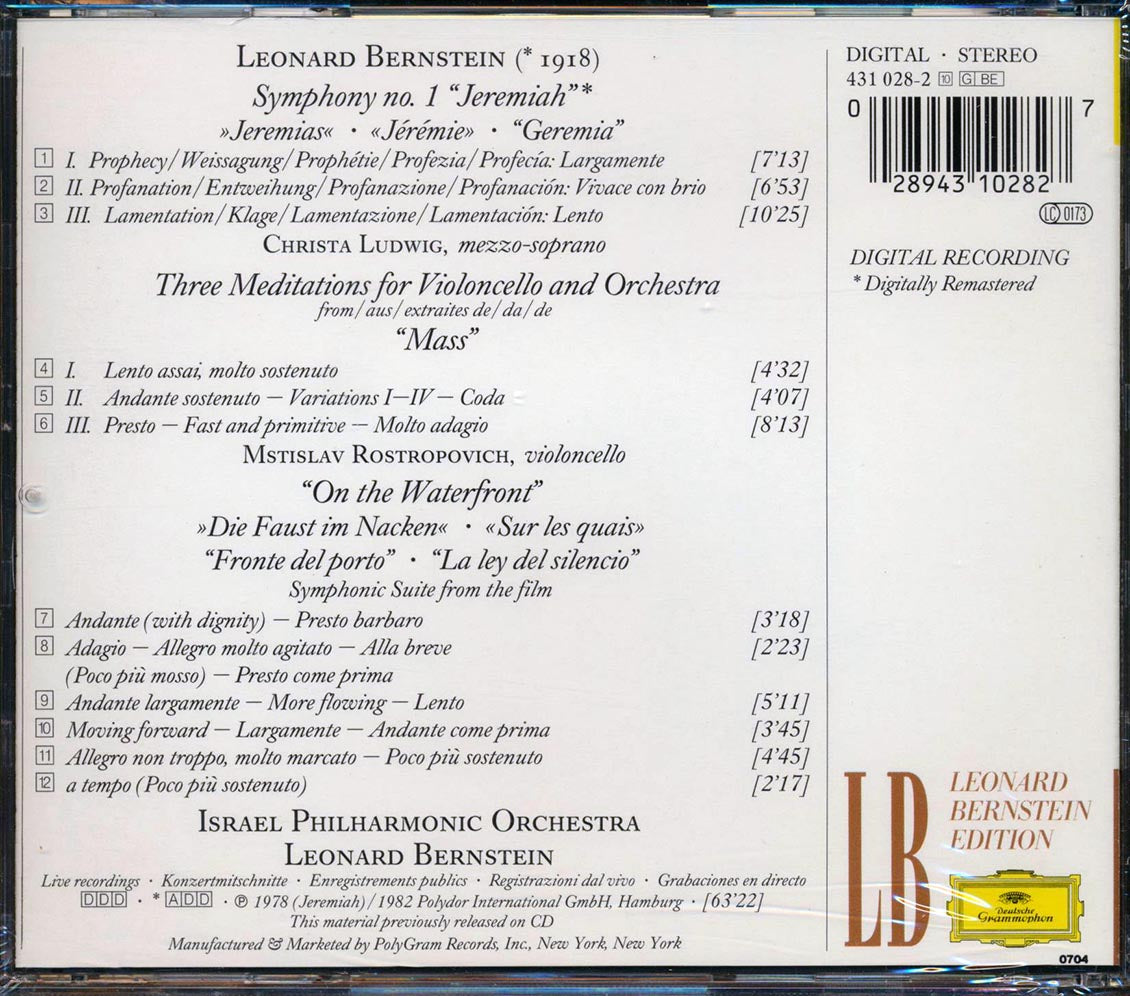 LEONARD BERNSTEIN (* 1918)
Symphony no. 1 “Jeremiah”*
»Jeremias« · «Jérémie» · “Geremia”
1 I. Prophecy/Weissagung/Prophétie/Profezia/Profecía: Largamente [7'13]
2 II. Profanation/Entweihung/Profanazione/Profanación: Vivace con brio [6'53]
3 III. Lamentation/Klage/Lamentazione/Lamentación: Lento [10'25]
CHRISTA LUDWIG, mezzo-soprano
Three Meditations for Violoncello and Orchestra
from/aus/extraites de/da/de
“Mass”
4 I. Lento assai, molto sostenuto [4'32]
5 II. Andante sostenuto – Variations I–IV – Coda [4'07]
6 III. Presto – Fast and primitive – Molto adagio [8'13]
MSTISLAV ROSTROPOVICH, violoncello
“On the Waterfront”
»Die Faust im Nacken« · «Sur les quais»
“Fronte del porto” · “La ley del silencio”
Symphonic Suite from the film
7 Andante (with dignity) – Presto barbaro [3'18]
8 Adagio – Allegro molto agitato – Alla breve [2'23]
(Poco più mosso) – Presto come prima
9 Andante largamente – More flowing – Lento [5'11]
10 Moving forward – Largamente – Andante come prima [3'45]
11 Allegro non troppo, molto marcato – Poco più sostenuto [4'45]
12 a tempo (Poco più sostenuto) [2'17]
ISRAEL PHILHARMONIC ORCHESTRA
LEONARD BERNSTEIN
Live recordings · Konzertmitschnitte · Enregistrements publics · Registrazioni dal vivo · Grabaciones en directo
DDD · * ADD · ℗ 1978 (Jeremiah)/1982 Polydor International GmbH, Hamburg · [63'22]
This material previously released on CD
Manufactured & Marketed by PolyGram Records, Inc., New York, New York
DIGITAL · STEREO
431 028-2 10 G BE
0 28943 10282 7
LC 0173
DIGITAL RECORDING
* Digitally Remastered
LB
LEONARD
BERNSTEIN
EDITION
Deutsche
Grammophon
0704